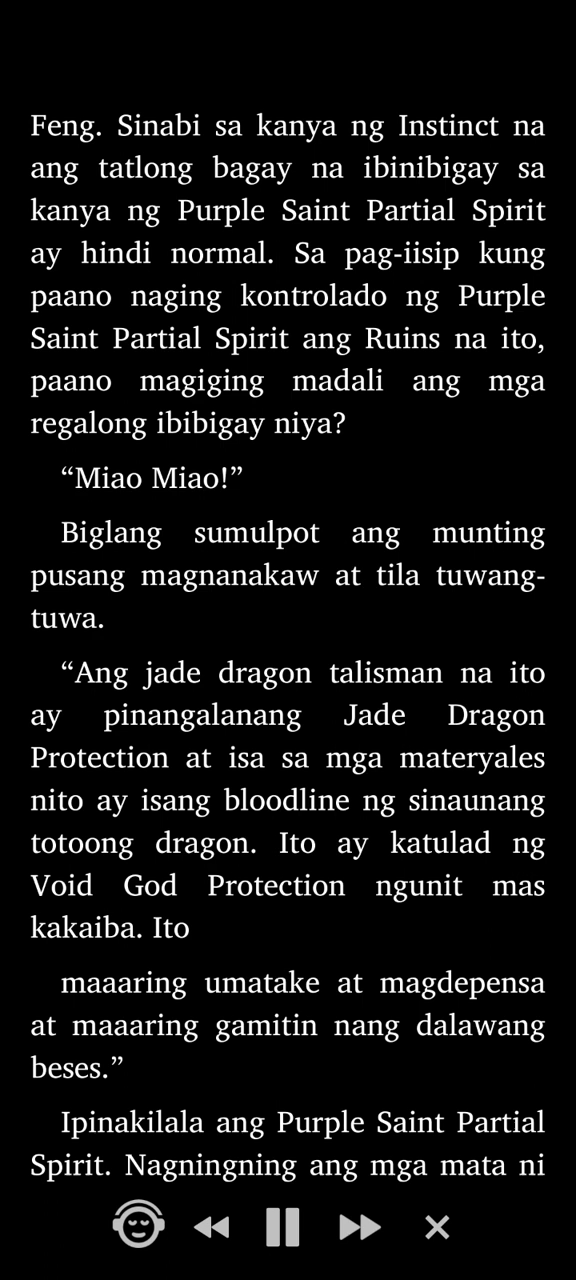 Feng. Sinabi sa kanya ng Instinct na
ang tatlong bagay na ibinibigay sa
kanya ng Purple Saint Partial Spirit
ay hindi normal. Sa pag-iisip kung
paano naging kontrolado ng Purple
Saint Partial Spirit ang Ruins na ito,
paano magiging madali ang mga
regalong ibibigay niya?
“Miao Miao!”
Biglang sumulpot ang munting
pusang magnanakaw at tila tuwang-
tuwa.
“Ang jade dragon talisman na ito
ay pinangalanang Jade Dragon
Protection at isa sa mga materyales
nito ay isang bloodline ng sinaunang
totoong dragon. Ito ay katulad ng
Void God Protection ngunit mas
kakaiba. Ito
maaaring umatake at magdepensa
at maaaring gamitin nang dalawang
beses.”
Ipinakilala ang Purple Saint Partial
Spirit. Nagningning ang mga mata ni